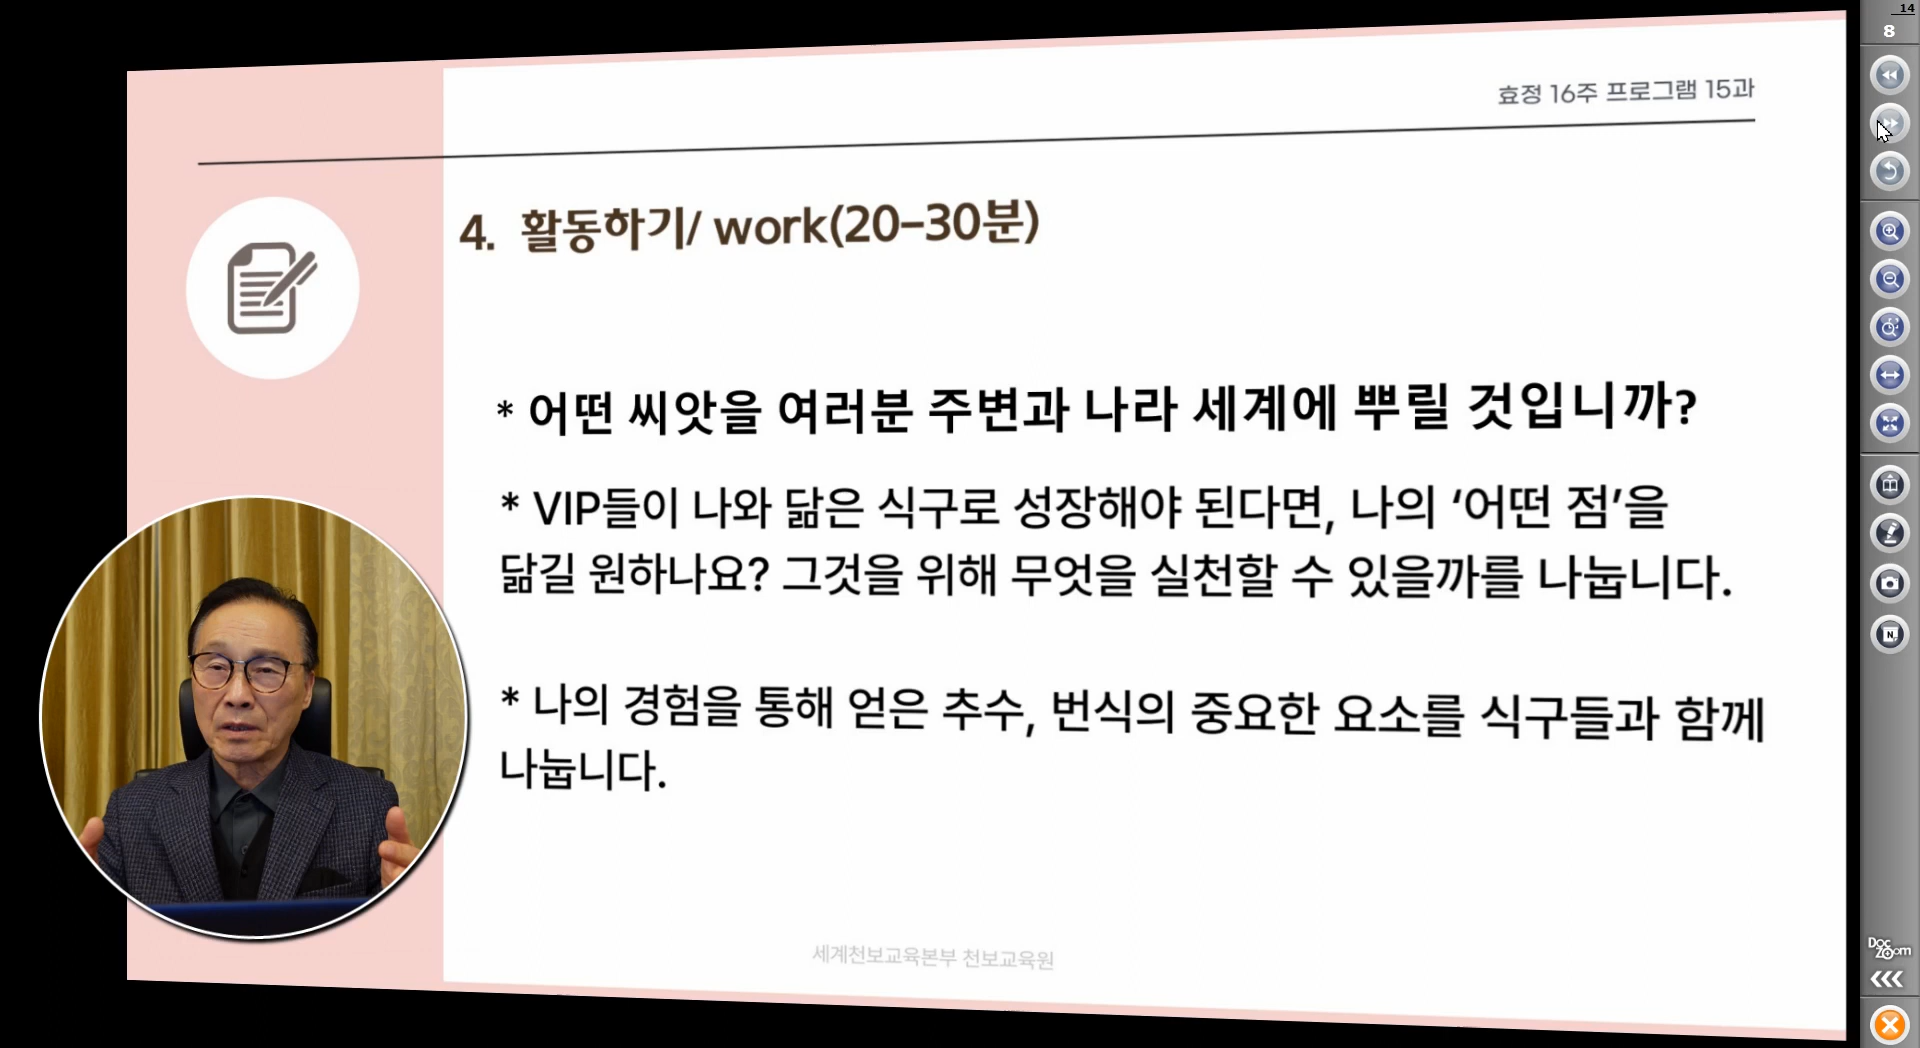 14
8
효정 16주 프로그램 15과
4. 활동하기/ work(20–30분)
* 어떤 씨앗을 여러분 주변과 나라 세계에 뿌릴 것입니까?
* VIP들이 나와 닮은 식구로 성장해야 된다면, 나의 ‘어떤 점’을
닮길 원하나요? 그것을 위해 무엇을 실천할 수 있을까를 나눕니다.
* 나의 경험을 통해 얻은 추수, 번식의 중요한 요소를 식구들과 함께
나눕니다.
세계천보교육본부 천보교육원
N
Doc
Zoom